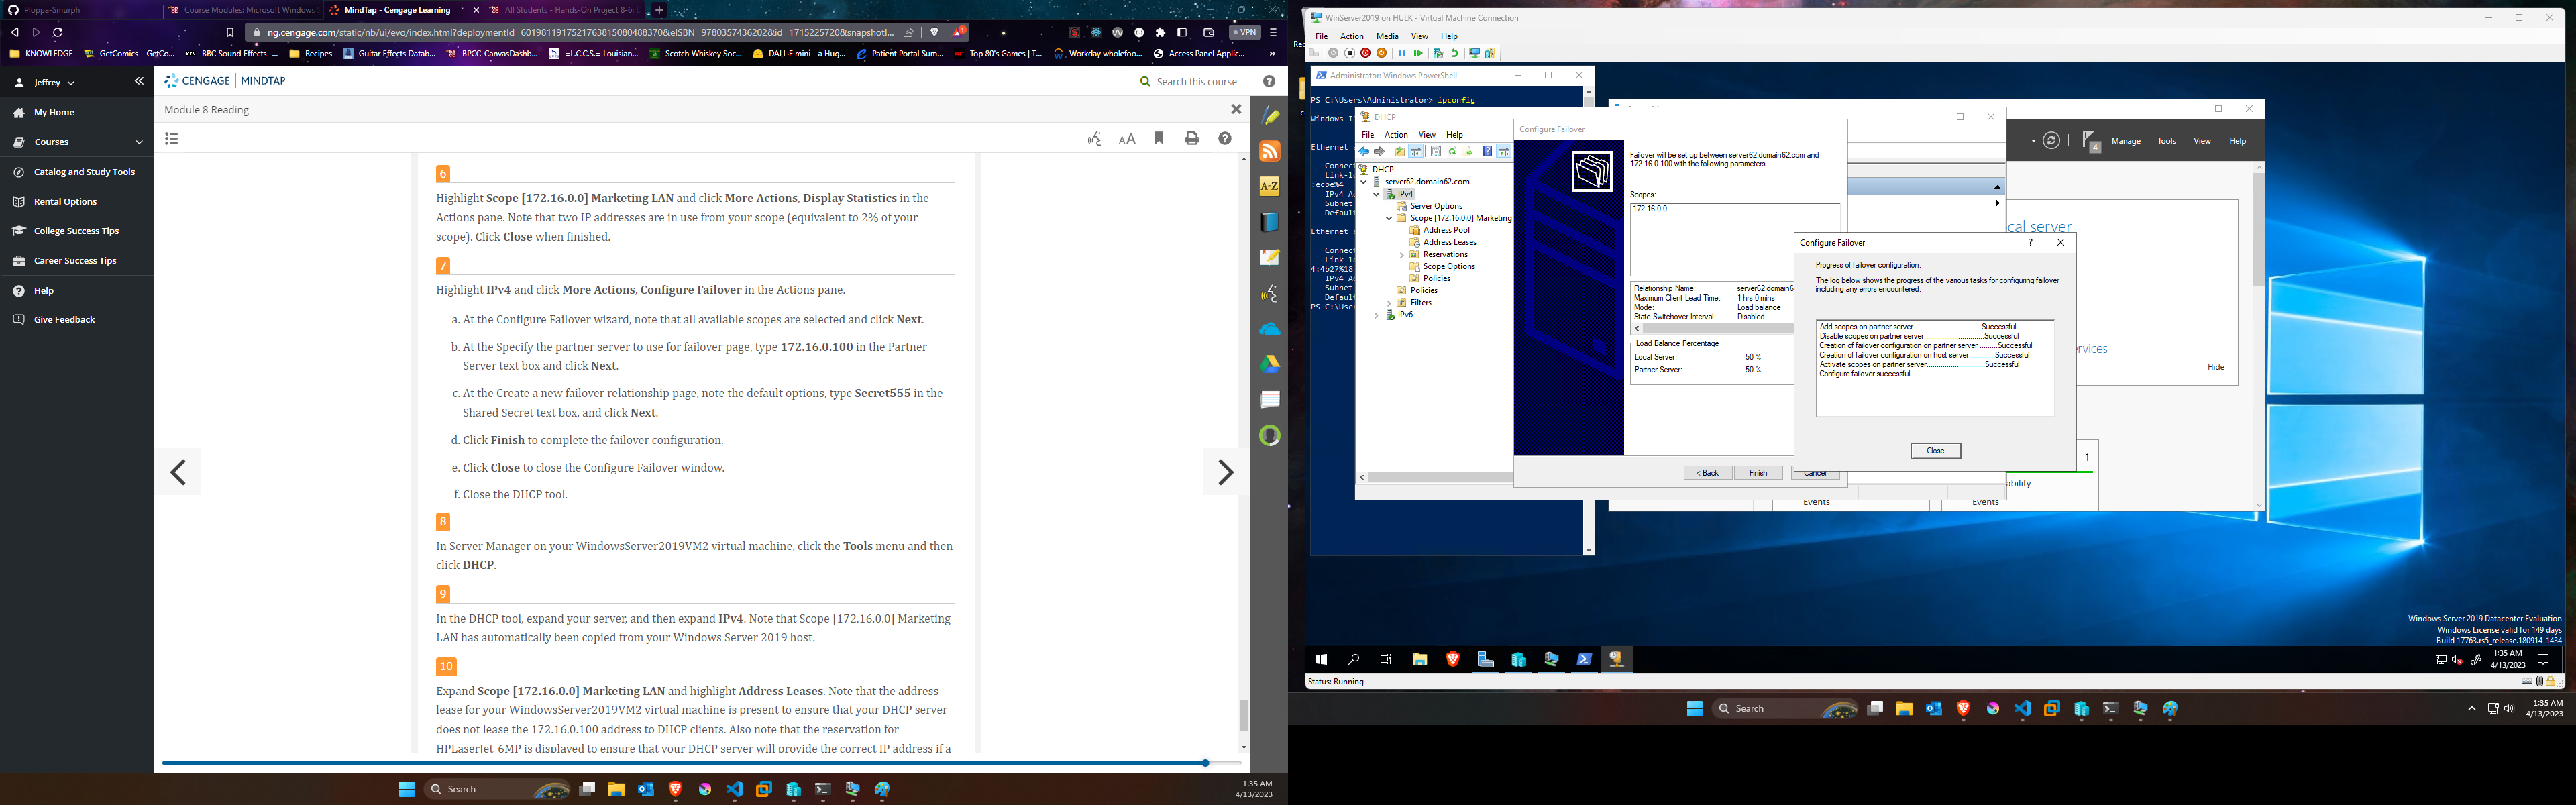 Ploppa-Smurph
Course Modules: Microsoft Windows S
MindTap - Cengage Learning
All Students - Hands-On Project 8-6: E
ng.cengage.com/static/nb/ui/evo/index.html?deploymentId=6019811917521763815080488370&eISBN=9780357436202&id=1715225720&snapshotI...
VPN
KNOWLEDGE
GetComics – GetCo...
BBC Sound Effects -...
Recipes
Guitar Effects Datab...
BPCC-CanvasDashb...
=L.C.C.S.= Louisian...
Scotch Whiskey Soc...
DALL·E mini - a Hug...
Patient Portal Sum...
Top 80's Games | T...
Workday wholefoo...
Access Panel Applic...
»
Jeffrey
CENGAGE | MINDTAP
Search this course
My Home
Courses
Catalog and Study Tools
Rental Options
College Success Tips
Career Success Tips
Help
Give Feedback
Module 8 Reading
AA
A-Z
6
Highlight Scope [172.16.0.0] Marketing LAN and click More Actions, Display Statistics in the
Actions pane. Note that two IP addresses are in use from your scope (equivalent to 2% of your
scope). Click Close when finished.
7
Highlight IPv4 and click More Actions, Configure Failover in the Actions pane.
a. At the Configure Failover wizard, note that all available scopes are selected and click Next.
b. At the Specify the partner server to use for failover page, type 172.16.0.100 in the Partner
Server text box and click Next.
c. At the Create a new failover relationship page, note the default options, type Secret555 in the
Shared Secret text box, and click Next.
d. Click Finish to complete the failover configuration.
e. Click Close to close the Configure Failover window.
f. Close the DHCP tool.
8
In Server Manager on your WindowsServer2019VM2 virtual machine, click the Tools menu and then
click DHCP.
9
In the DHCP tool, expand your server, and then expand IPv4. Note that Scope [172.16.0.0] Marketing
LAN has automatically been copied from your Windows Server 2019 host.
10
Expand Scope [172.16.0.0] Marketing LAN and highlight Address Leases. Note that the address
lease for your WindowsServer2019VM2 virtual machine is present to ensure that your DHCP server
does not lease the 172.16.0.100 address to DHCP clients. Also note that the reservation for
HPLaserJet_6MP is displayed to ensure that your DHCP server will provide the correct IP address if a
Search
1:35 AM
4/13/2023
WinServer2019 on HULK - Virtual Machine Connection
File Action Media View Help
Administrator: Windows PowerShell
PS C:\Users\Administrator> ipconfig
Windows IP
Ethernet a
Connec
Link-lo
:ecbe%4
IPv4 Ad
Subnet
Defaul
Ethernet a
Connec
Link-lo
4:4b27%18
IPv4 Ad
Subnet
Defaul
PS C:\User
DHCP
File Action View Help
DHCP
server62.domain62.com
IPv4
Server Options
Scope [172.16.0.0] Marketing
Address Pool
Address Leases
Reservations
Scope Options
Policies
Policies
Filters
IPv6
Configure Failover
Failover will be set up between server62.domain62.com and
172.16.0.100 with the following parameters.
Scopes:
172.16.0.0
Relationship Name: server62.domain6
Maximum Client Lead Time: 1 hrs 0 mins
Mode: Load balance
State Switchover Interval: Disabled
Load Balance Percentage
Local Server: 50 %
Partner Server: 50 %
< Back
Finish
Cancel
Configure Failover
?
Progress of failover configuration.
The log below shows the progress of the various tasks for configuring failover
including any errors encountered.
Add scopes on partner server ................................Successful
Disable scopes on partner server ............................Successful
Creation of failover configuration on partner server .........Successful
Creation of failover configuration on host server ............Successful
Activate scopes on partner server............................Successful
Configure failover successful.
Close
4
Manage Tools View Help
cal server
ervices
Hide
1
ability
Events
Events
Windows Server 2019 Datacenter Evaluation
Windows License valid for 149 days
Build 17763.rs5_release.180914-1434
1:35 AM
4/13/2023
Status: Running
Search
1:35 AM
4/13/2023